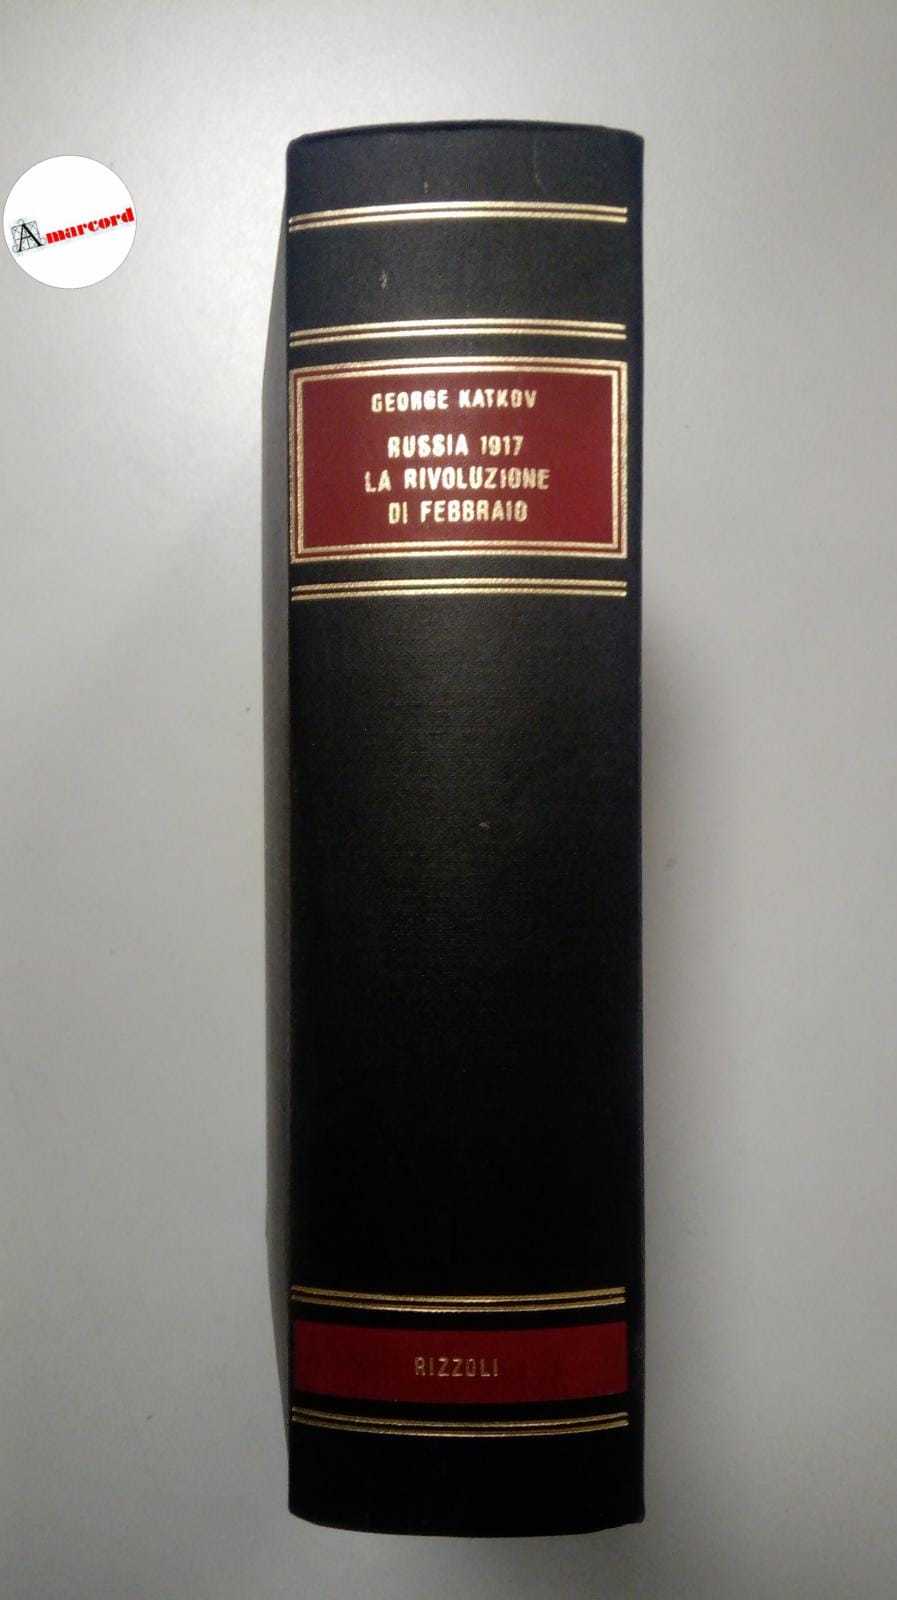 Amarcord
GEORGE KATKOV
RUSSIA 1917
LA RIVOLUZIONE
DI FEBBRAIO
RIZZOLI